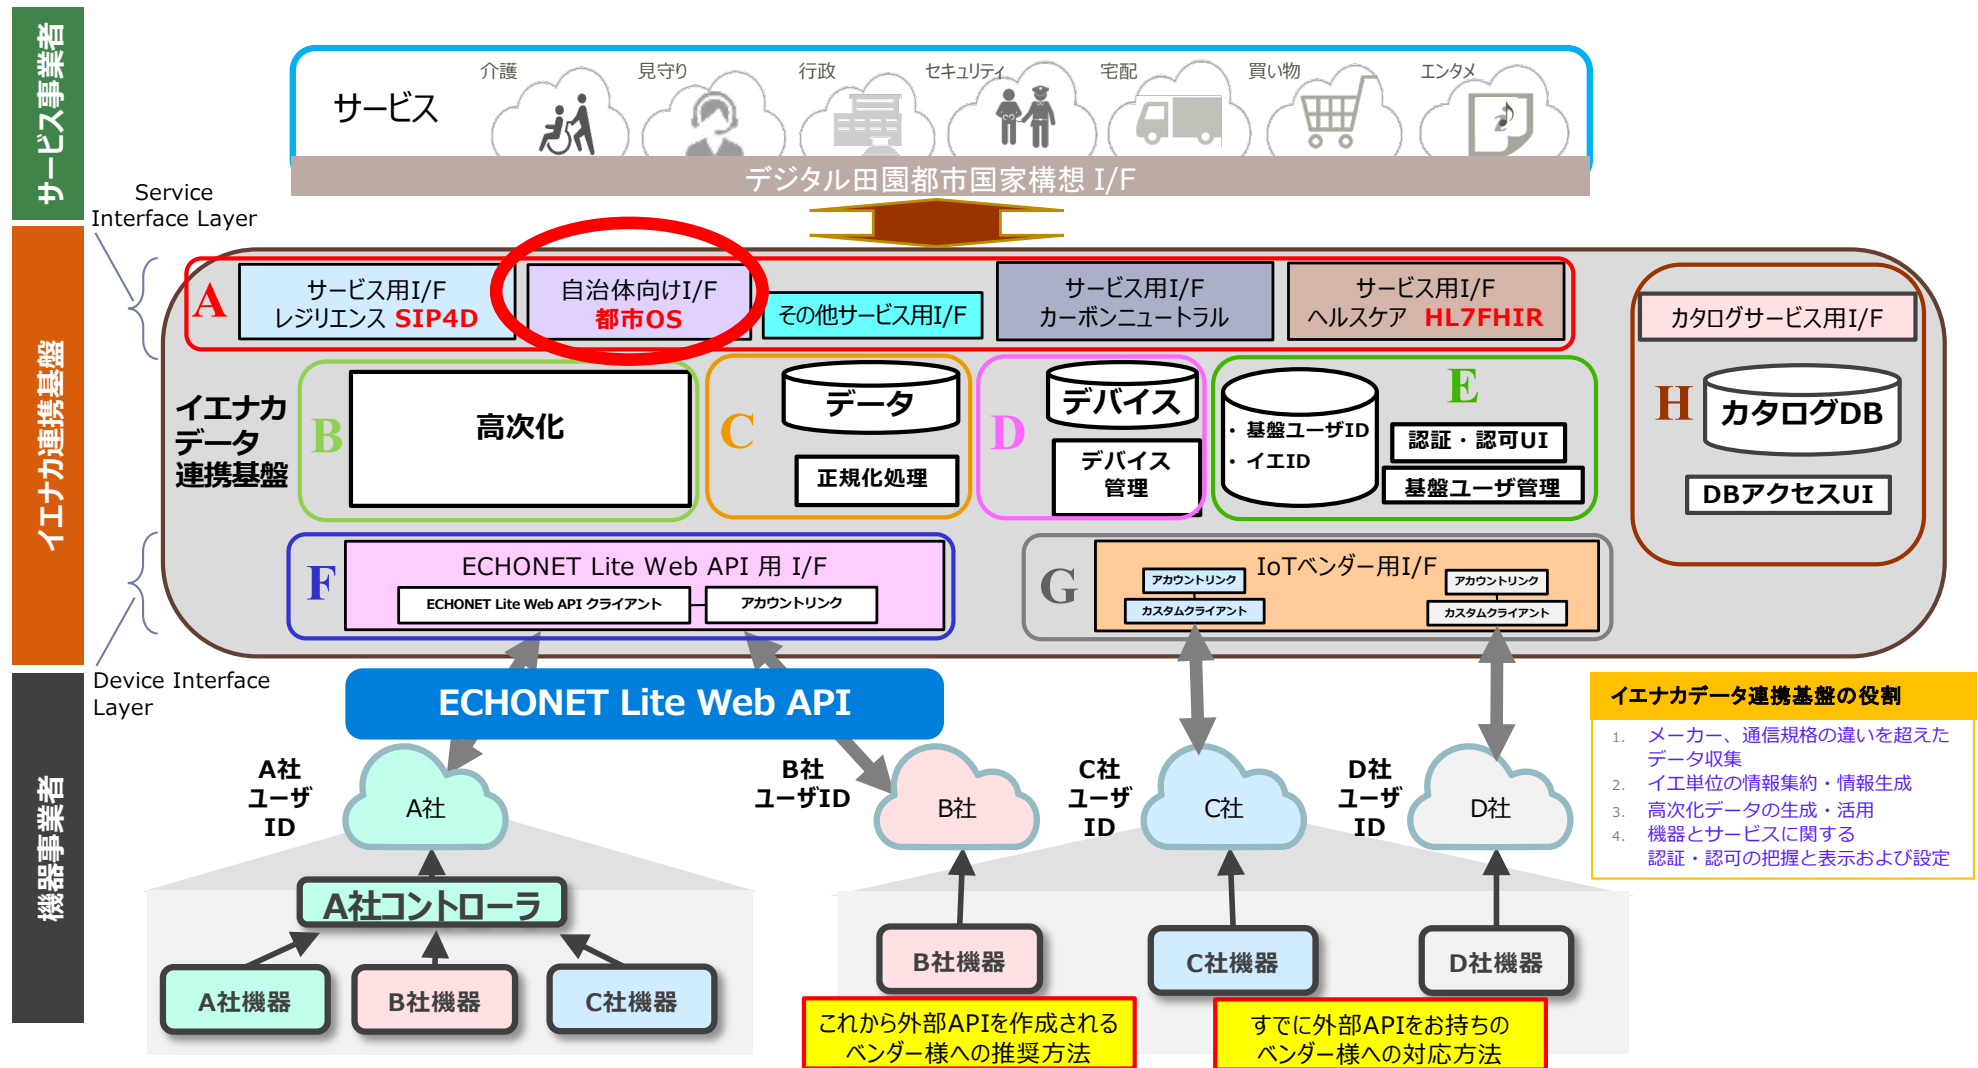 サービス事業者
イエナカ連携基盤
機器事業者
サービス
介護
見守り
行政
セキュリティ
宅配
買い物
エンタメ
デジタル田園都市国家構想 I/F
Service
Interface Layer
A
サービス用I/F
レジリエンス SIP4D
自治体向けI/F
都市OS
その他サービス用I/F
サービス用I/F
カーボンニュートラル
サービス用I/F
ヘルスケア HL7FHIR
カタログサービス用I/F
イエナカ
データ
連携基盤
B
高次化
C
データ
正規化処理
D
デバイス
デバイス
管理
E
・ 基盤ユーザID
・ イエID
認証・認可UI
基盤ユーザ管理
H
カタログDB
DBアクセスUI
F
ECHONET Lite Web API 用 I/F
ECHONET Lite Web API クライアント
アカウントリンク
G
IoTベンダー用I/F
アカウントリンク
カスタムクライアント
アカウントリンク
カスタムクライアント
Device Interface
Layer
ECHONET Lite Web API
A社
ユーザ
ID
A社
B社
ユーザID
B社
C社
ユーザ
ID
C社
D社
ユーザ
ID
D社
A社コントローラ
A社機器
B社機器
C社機器
B社機器
C社機器
D社機器
これから外部APIを作成される
ベンダー様への推奨方法
すでに外部APIをお持ちの
ベンダー様への対応方法
イエナカデータ連携基盤の役割
1. メーカー、通信規格の違いを超えた
データ収集
2. イエ単位の情報集約・情報生成
3. 高次化データの生成・活用
4. 機器とサービスに関する
認証・認可の把握と表示および設定